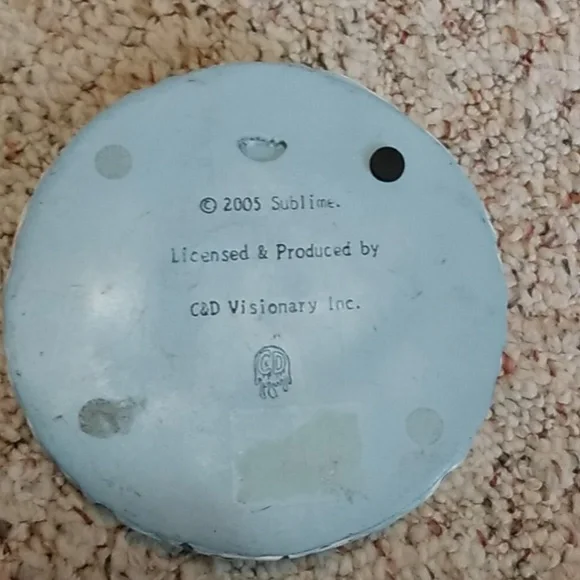 © 2005 Sublime.
Licensed & Produced by
C&D Visionary Inc.
C&D